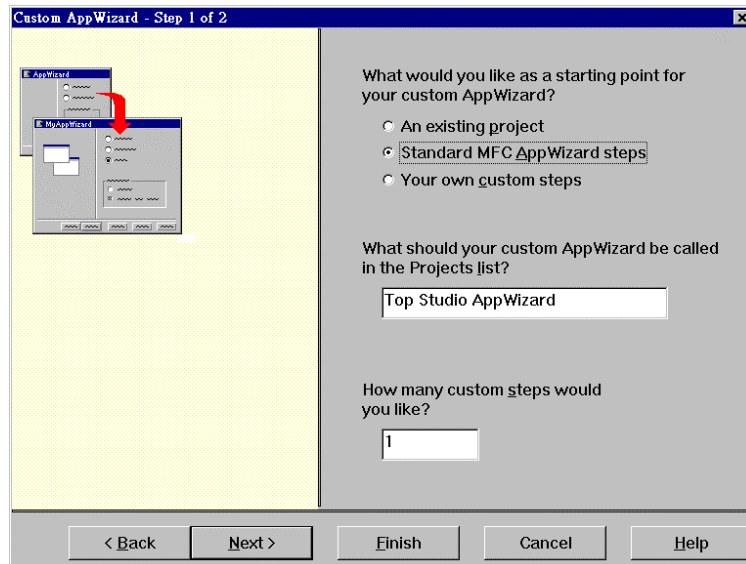 Custom AppWizard - Step 1 of 2
AppWizard
MyAppWizard
What would you like as a starting point for
your custom AppWizard?
An existing project
Standard MFC AppWizard steps
Your own custom steps
What should your custom AppWizard be called
in the Projects list?
Top Studio AppWizard
How many custom steps would
you like?
1
< Back
Next >
Finish
Cancel
Help